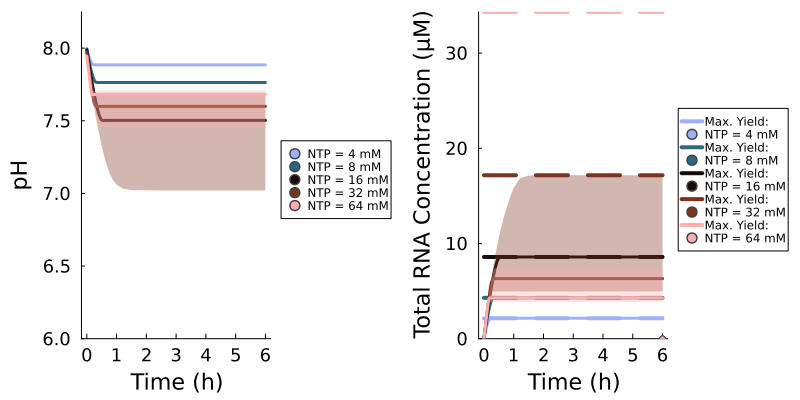 pH
8.0
7.5
7.0
6.5
6.0
0 1 2 3 4 5 6
Time (h)
NTP = 4 mM
NTP = 8 mM
NTP = 16 mM
NTP = 32 mM
NTP = 64 mM
Total RNA Concentration (μM)
30
20
10
0
0 1 2 3 4 5 6
Time (h)
Max. Yield:
NTP = 4 mM
Max. Yield:
NTP = 8 mM
Max. Yield:
NTP = 16 mM
Max. Yield:
NTP = 32 mM
Max. Yield:
NTP = 64 mM